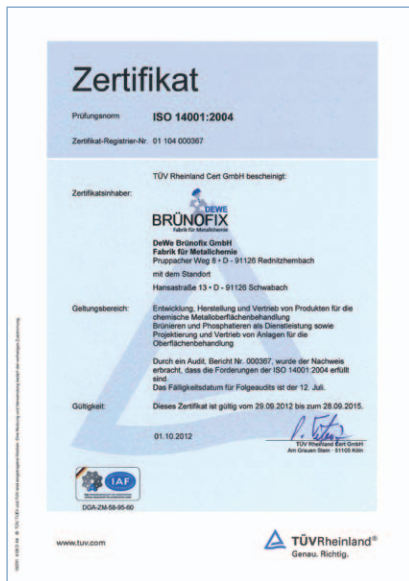 Zertifikat
Prüfungsnorm ISO 14001:2004
Zertifikat-Registrier-Nr. 01 104 000367
TÜV Rheinland Cert GmbH bescheinigt:
Zertifikatsinhaber:
DEWE
BRÜNOFIX
Fabrik für Metallchemie
DeWe Brünofix GmbH
Fabrik für Metallchemie
Pruppacher Weg 8 • D - 91126 Rednitzhembach
mit dem Standort
Hansastraße 13 • D - 91126 Schwabach
Geltungsbereich: Entwicklung, Herstellung und Vertrieb von Produkten für die
chemische Metalloberflächenbehandlung
Brünieren und Phosphatieren als Dienstleistung sowie
Projektierung und Vertrieb von Anlagen für die
Oberflächenbehandlung
Durch ein Audit, Bericht Nr. 000367, wurde der Nachweis
erbracht, dass die Forderungen der ISO 14001:2004 erfüllt
sind.
Das Fälligkeitsdatum für Folgeaudits ist der 12. Juli.
Gültigkeit: Dieses Zertifikat ist gültig vom 29.09.2012 bis zum 28.09.2015.
01.10.2012
TÜV Rheinland Cert GmbH
Am Grauen Stein · 51105 Köln
IAF
DGA-ZM-58-95-60
www.tuv.com
TÜVRheinland®
Genau. Richtig.